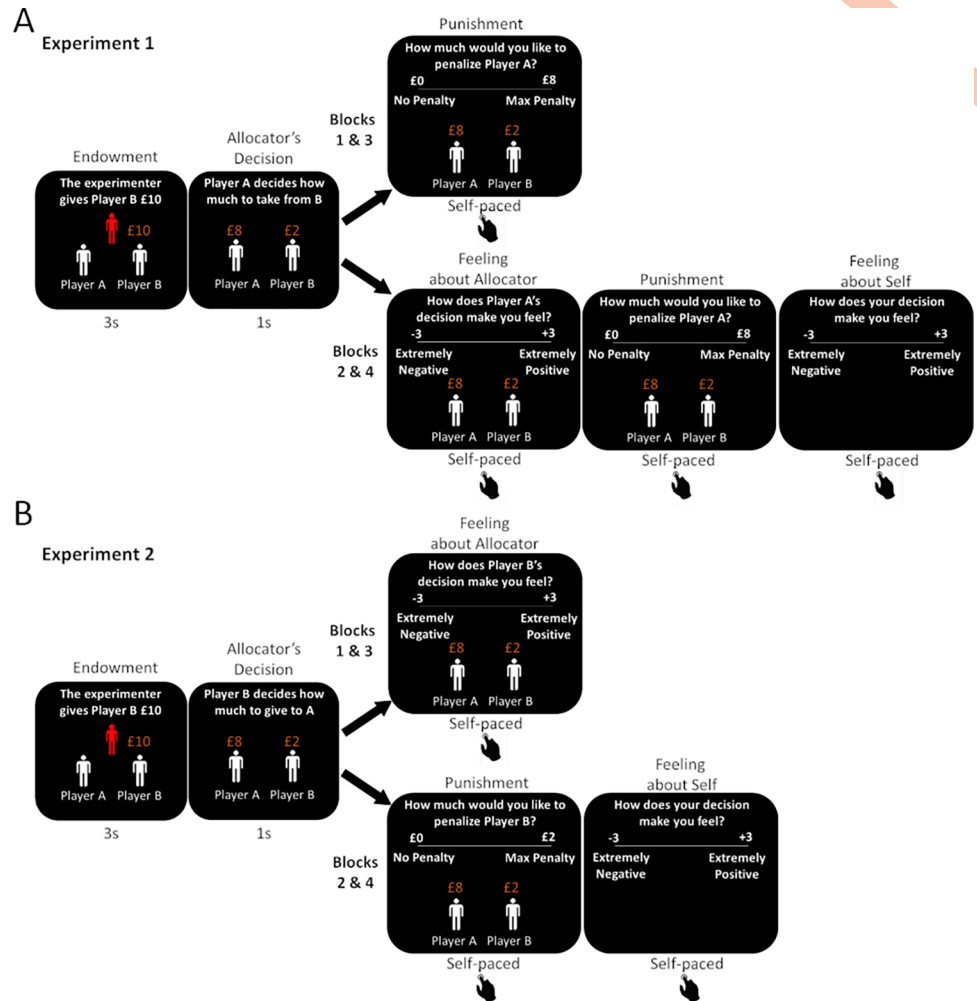 A
Experiment 1
Punishment
How much would you like to
penalize Player A?
£0 £8
No Penalty Max Penalty
£8 £2
Player A Player B
Self-paced
Blocks
1 & 3
Endowment
The experimenter
gives Player B £10
£10
Player A Player B
3s
Allocator's
Decision
Player A decides how
much to take from B
£8 £2
Player A Player B
1s
Blocks
2 & 4
Feeling
about Allocator
How does Player A's
decision make you feel?
-3 +3
Extremely Extremely
Negative Positive
£8 £2
Player A Player B
Self-paced
Punishment
How much would you like to
penalize Player A?
£0 £8
No Penalty Max Penalty
£8 £2
Player A Player B
Self-paced
Feeling
about Self
How does your decision
make you feel?
-3 +3
Extremely Extremely
Negative Positive
Self-paced
B
Experiment 2
Feeling
about Allocator
How does Player B's
decision make you feel?
-3 +3
Extremely Extremely
Negative Positive
£8 £2
Player A Player B
Self-paced
Blocks
1 & 3
Endowment
The experimenter
gives Player B £10
£10
Player A Player B
3s
Allocator's
Decision
Player B decides how
much to give to A
£8 £2
Player A Player B
1s
Blocks
2 & 4
Punishment
How much would you like to
penalize Player B?
£0 £2
No Penalty Max Penalty
£8 £2
Player A Player B
Self-paced
Feeling
about Self
How does your decision
make you feel?
-3 +3
Extremely Extremely
Negative Positive
Self-paced